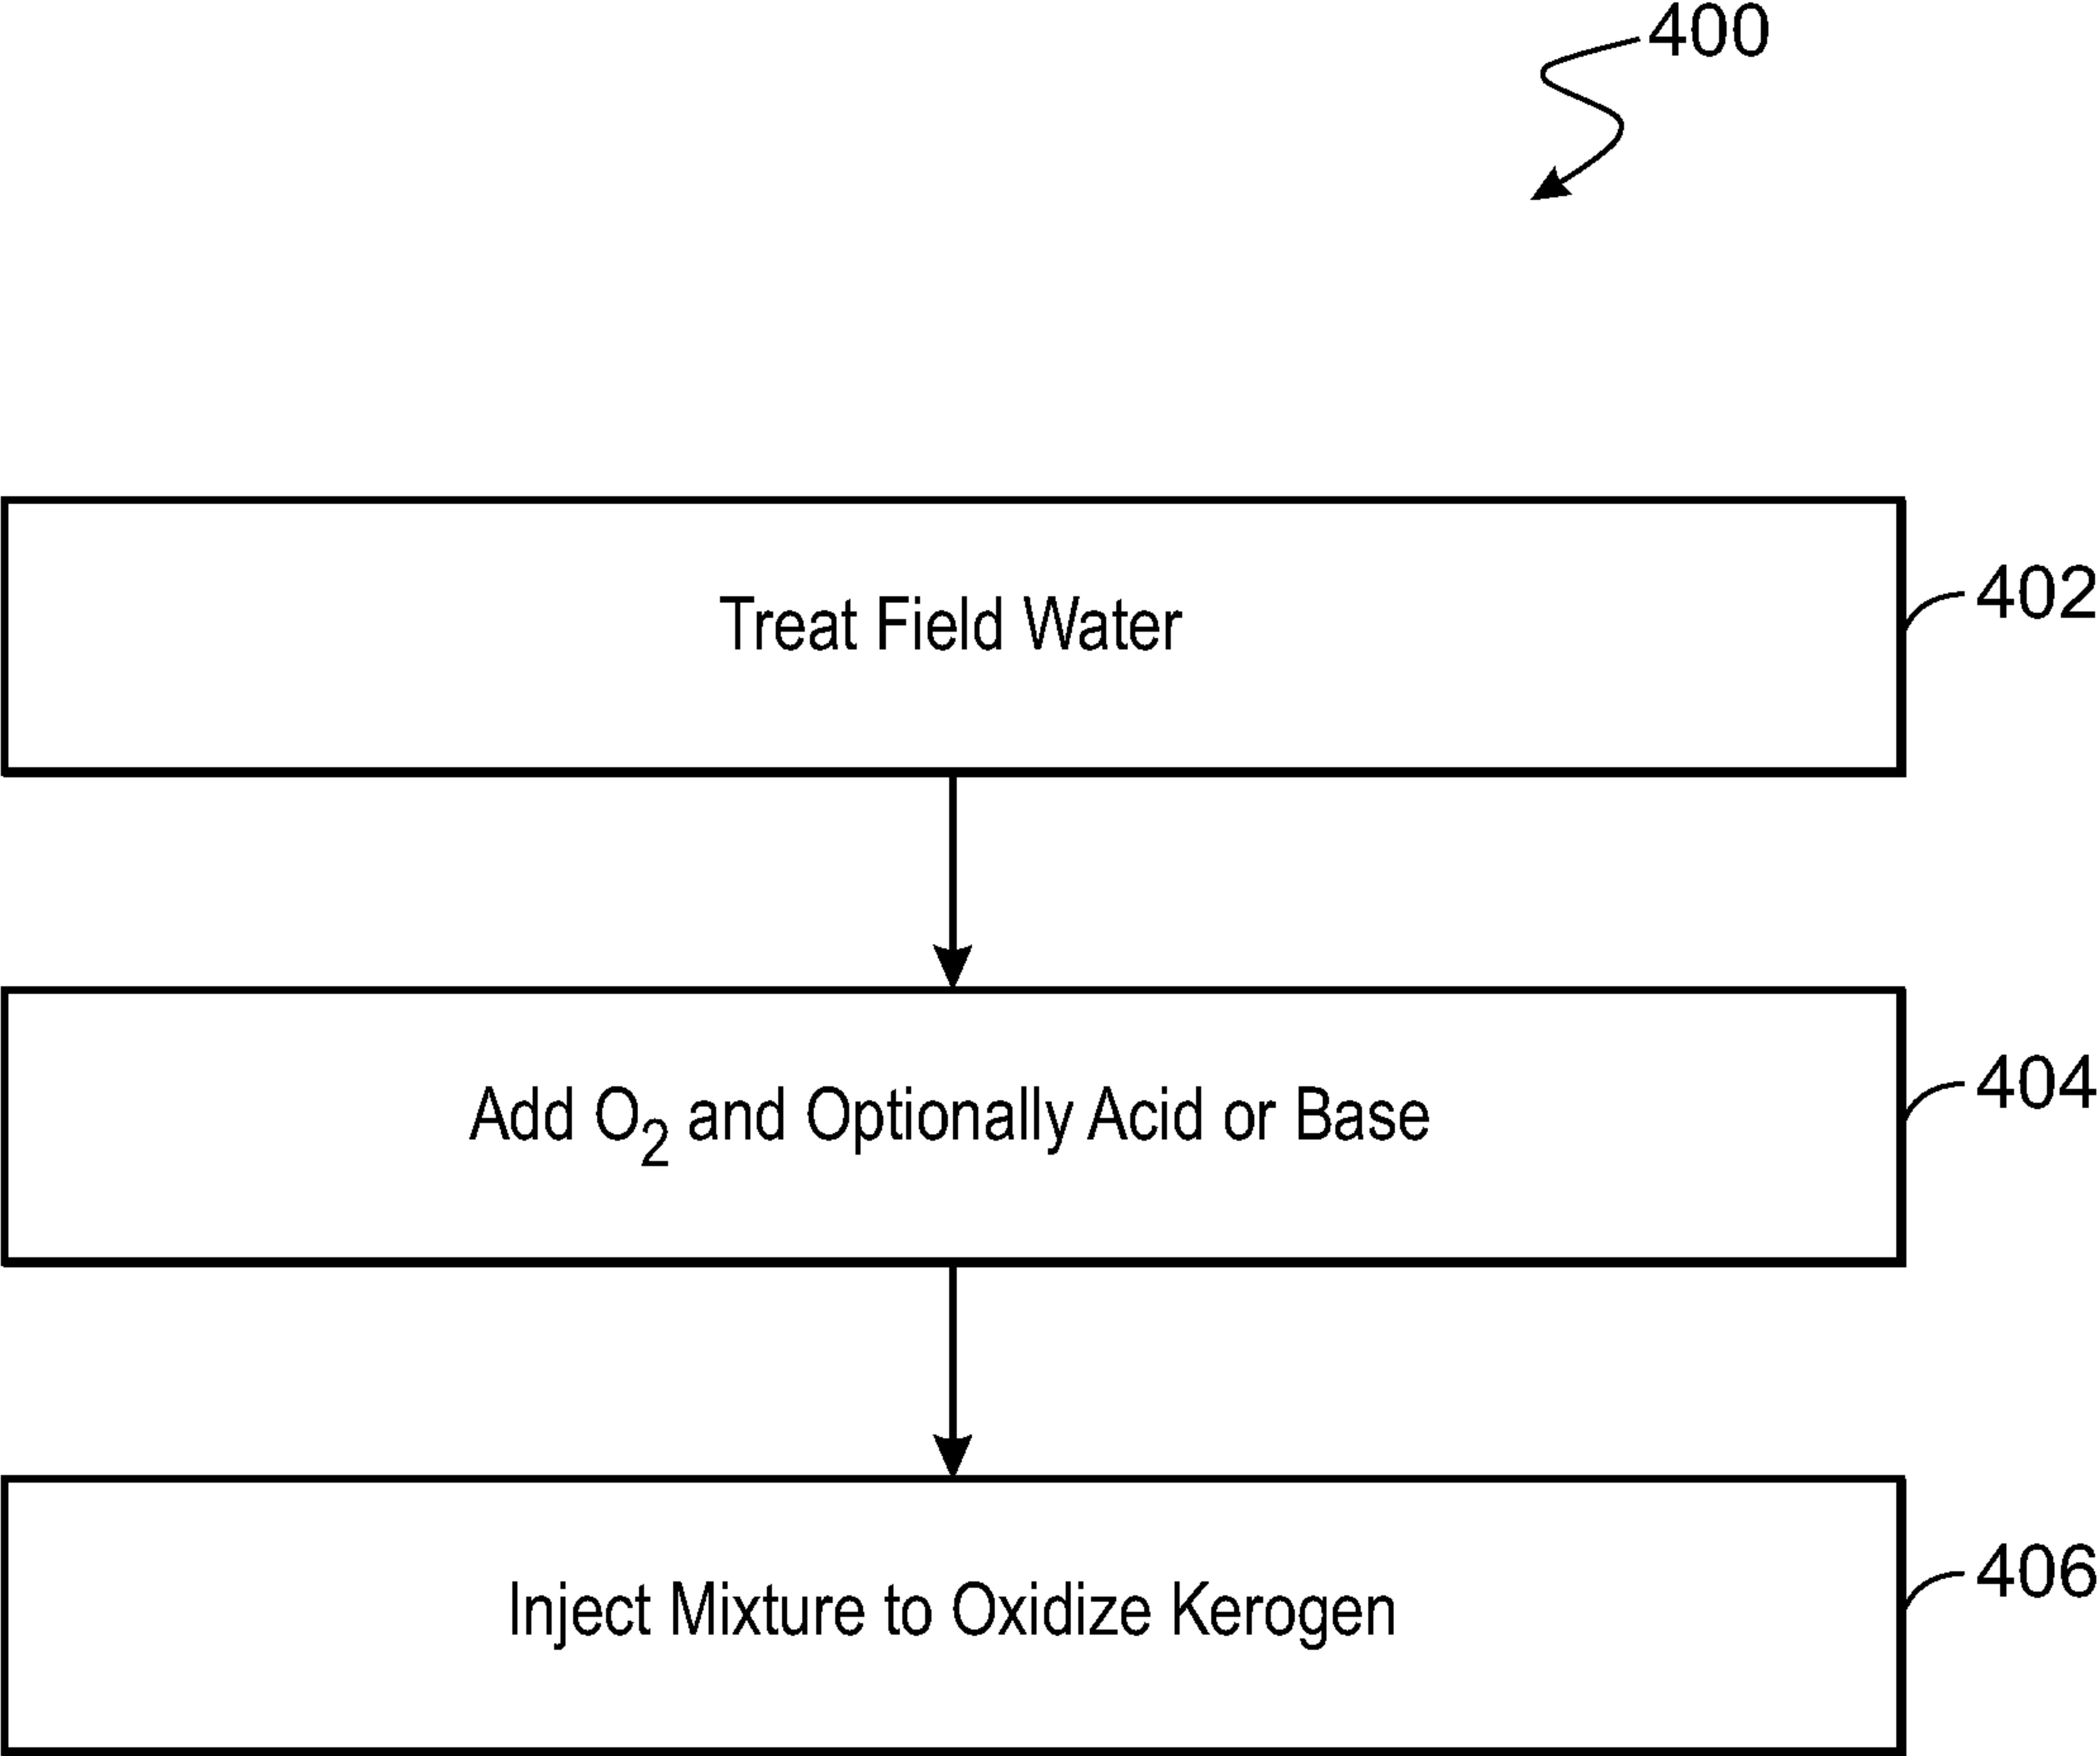 400
Treat Field Water
402
Add O₂ and Optionally Acid or Base
404
Inject Mixture to Oxidize Kerogen
406